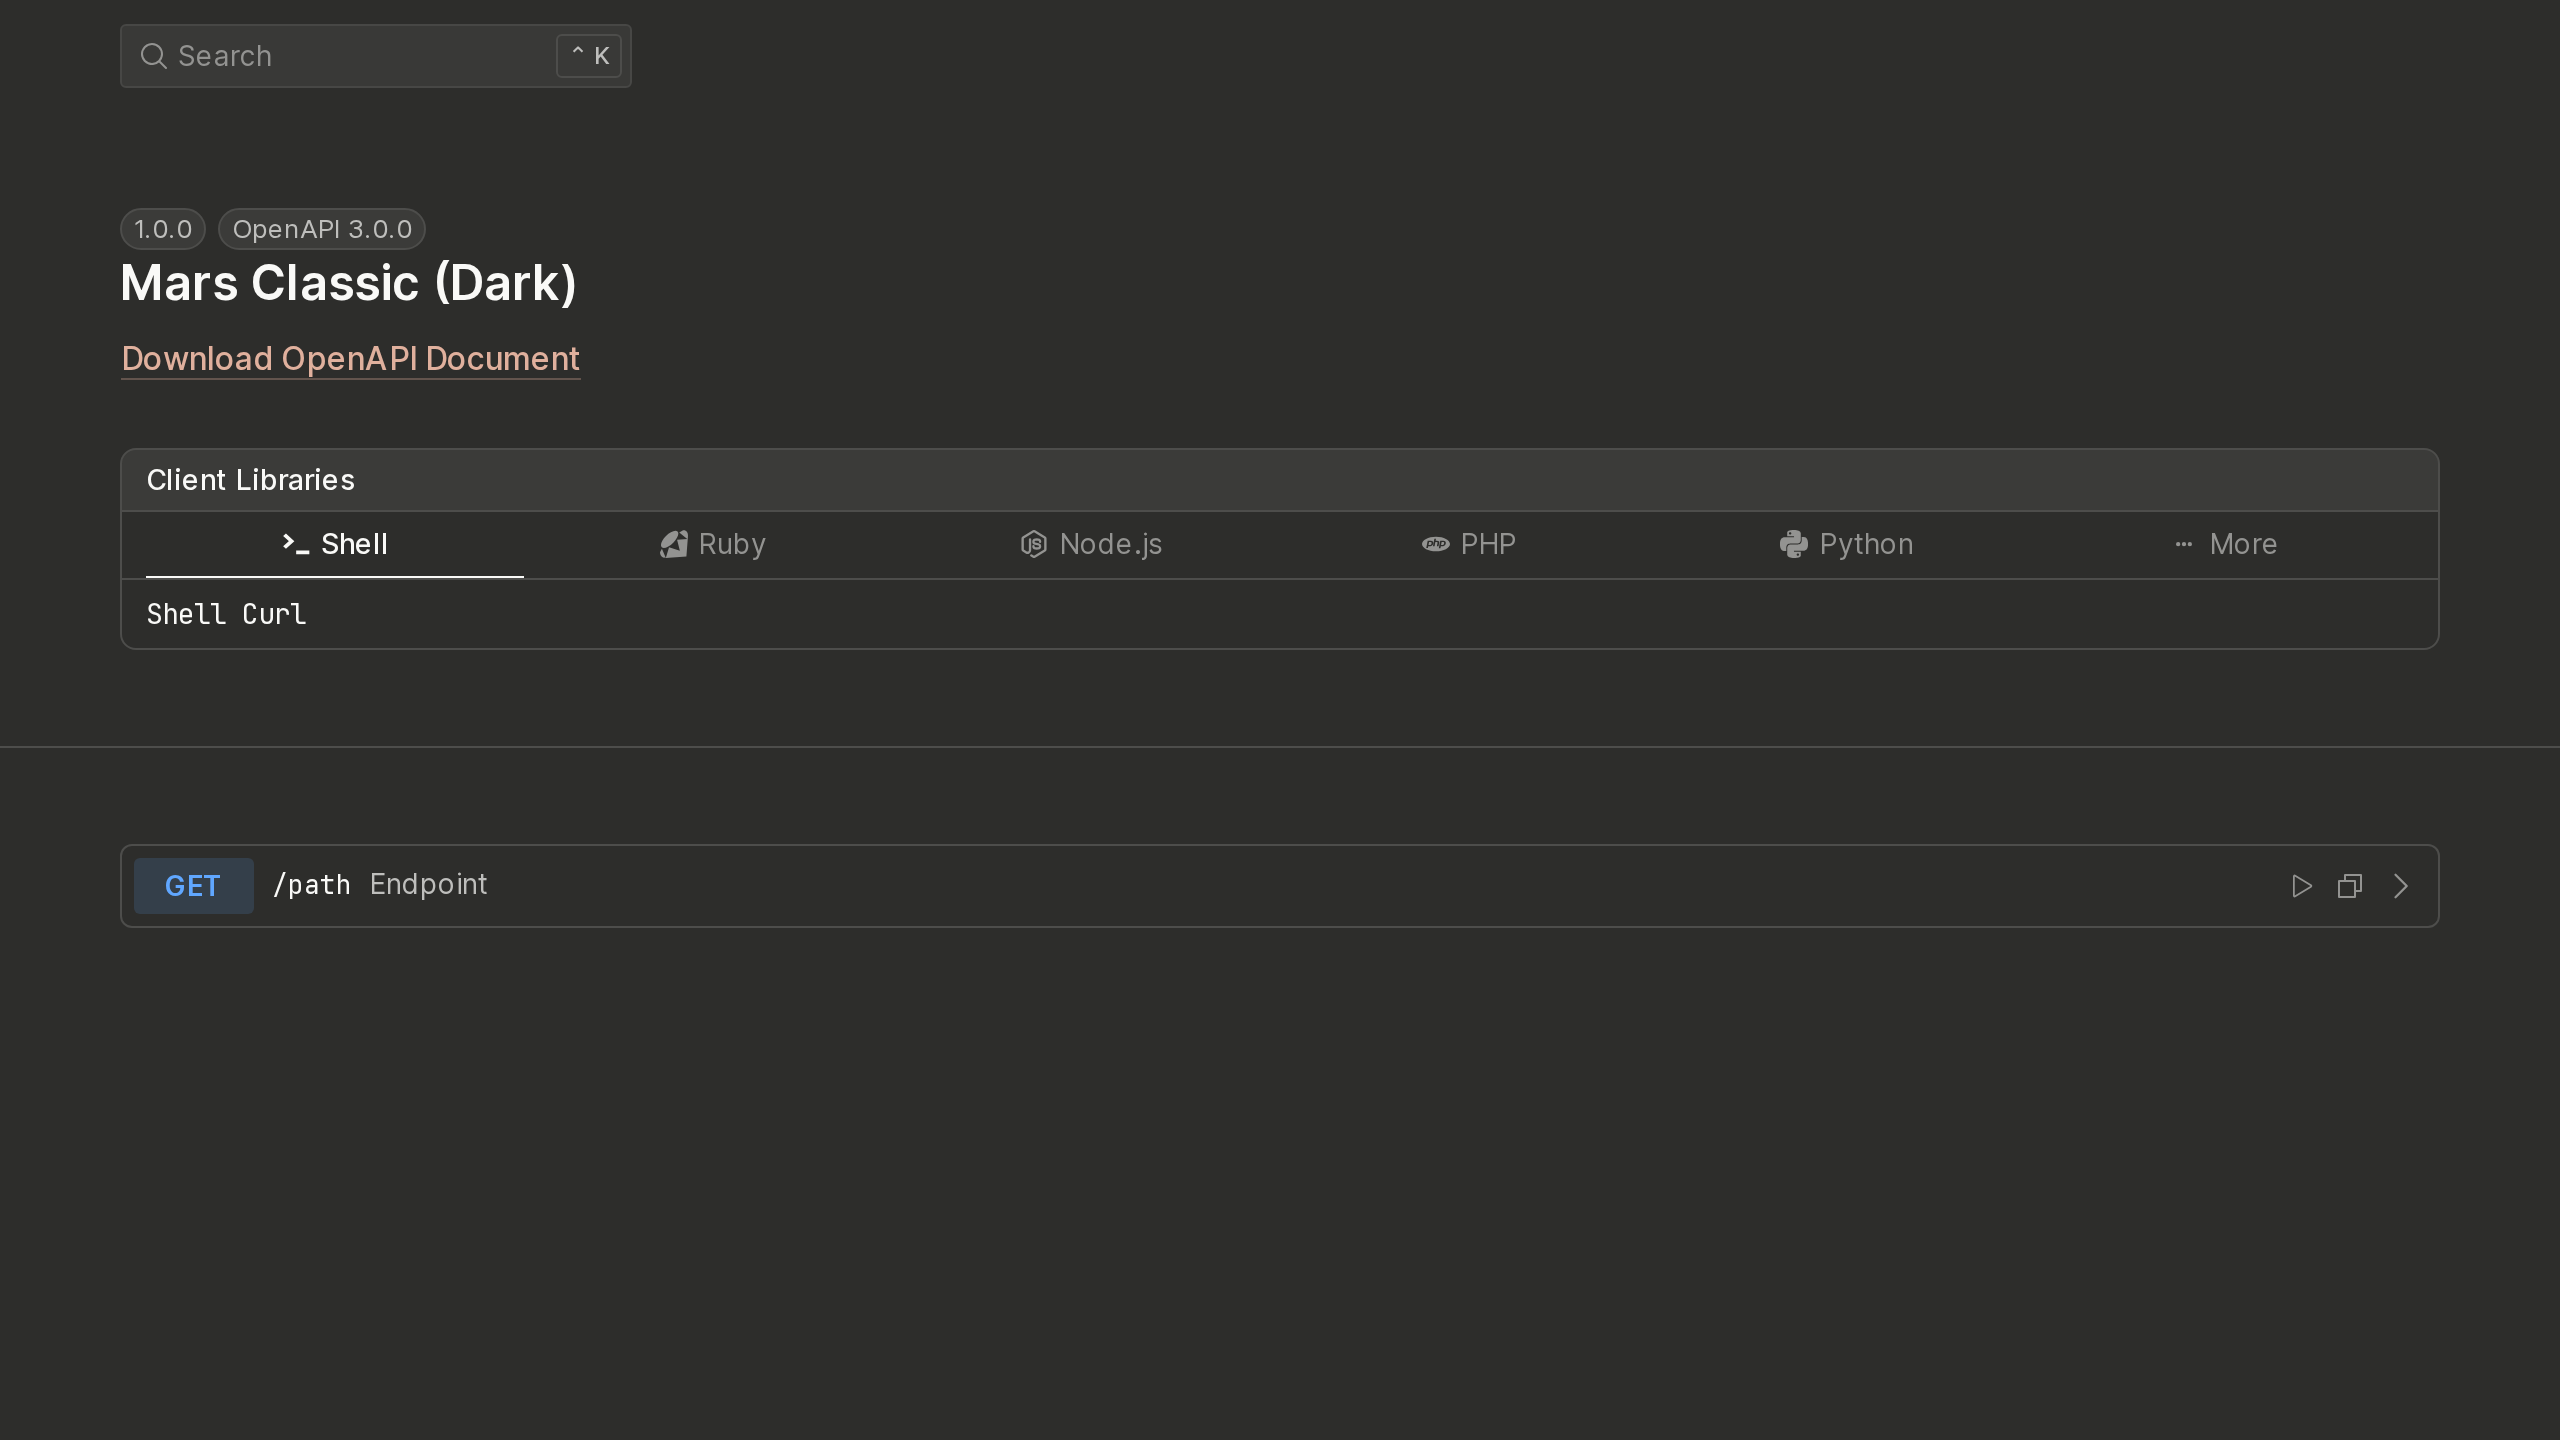 Search ⌃ K
1.0.0 OpenAPI 3.0.0
Mars Classic (Dark)
Download OpenAPI Document
Client Libraries
Shell Ruby Node.js PHP Python More
Shell Curl
GET /path Endpoint